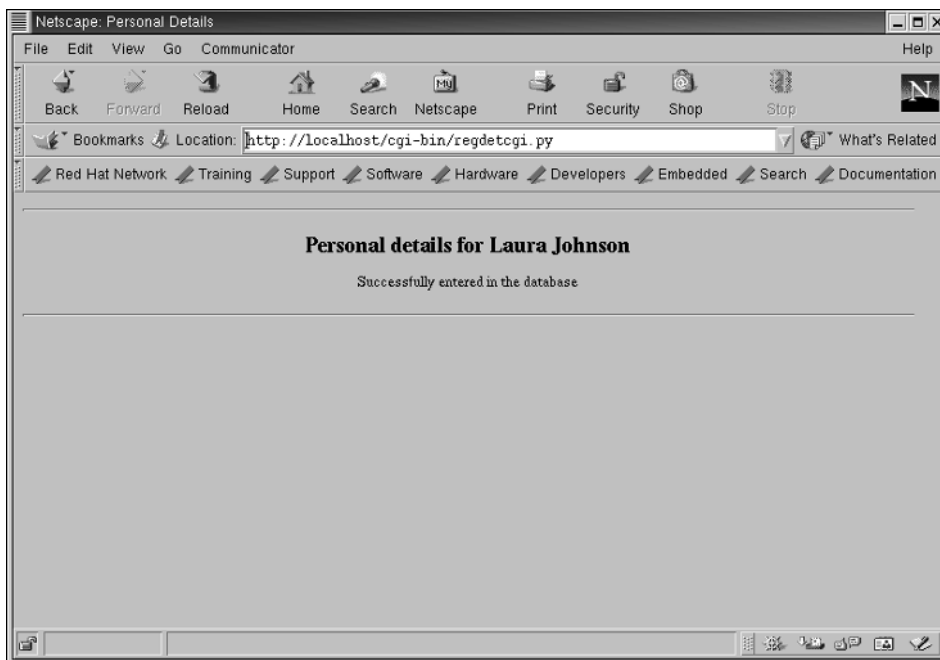 Netscape: Personal Details
File Edit View Go Communicator Help
Back Forward Reload Home Search My Netscape Print Security Shop Stop N
Bookmarks Location: http://localhost/cgi-bin/regdetcgi.py What's Related
Red Hat Network Training Support Software Hardware Developers Embedded Search Documentation
Personal details for Laura Johnson
Successfully entered in the database